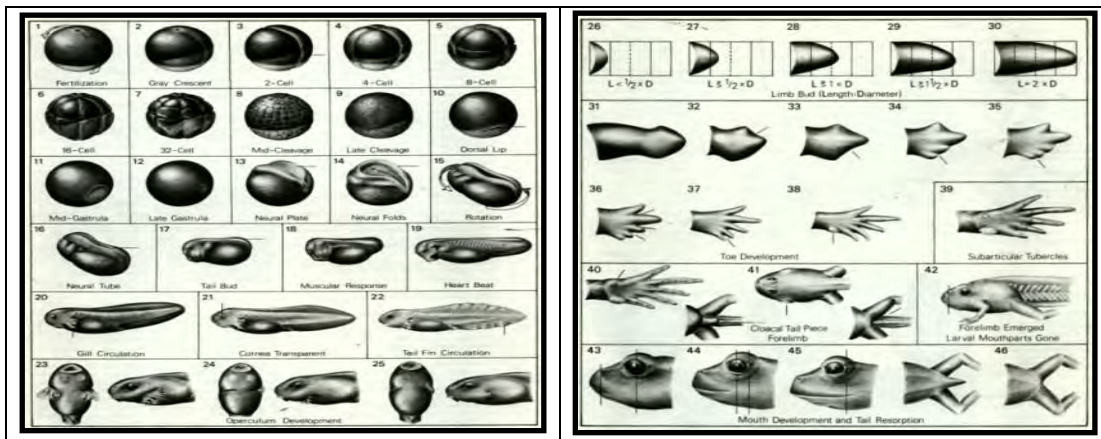 1 2 3 4 5
Fertilization Gray Crescent 2-Cell 4-Cell 8-Cell
6 7 8 9 10
16-Cell 32-Cell Mid-Cleavage Late Cleavage Dorsal Lip
11 12 13 14 15
Mid-Gastrula Late Gastrula Neural Plate Neural Folds Rotation
16 17 18 19
Neural Tube Tail Bud Muscular Response Heart Beat
20 21 22
Gill Circulation Cornea Transparent Tail Fin Circulation
23 24 25
Operculum Development
26 27 28 29 30
L< 1/2 x D L≤ 1/2 x D L≤ 1 x D L≤1 1/2 x D L= 2 x D
Limb Bud (Length-Diameter)
31 32 33 34 35
36 37 38 39
Toe Development Subarticular Tubercles
40 41 42
Cloacal Tail Piece
Forelimb
Forelimb Emerged
Larval Mouthparts Gone
43 44 45 46
Mouth Development and Tail Resorption